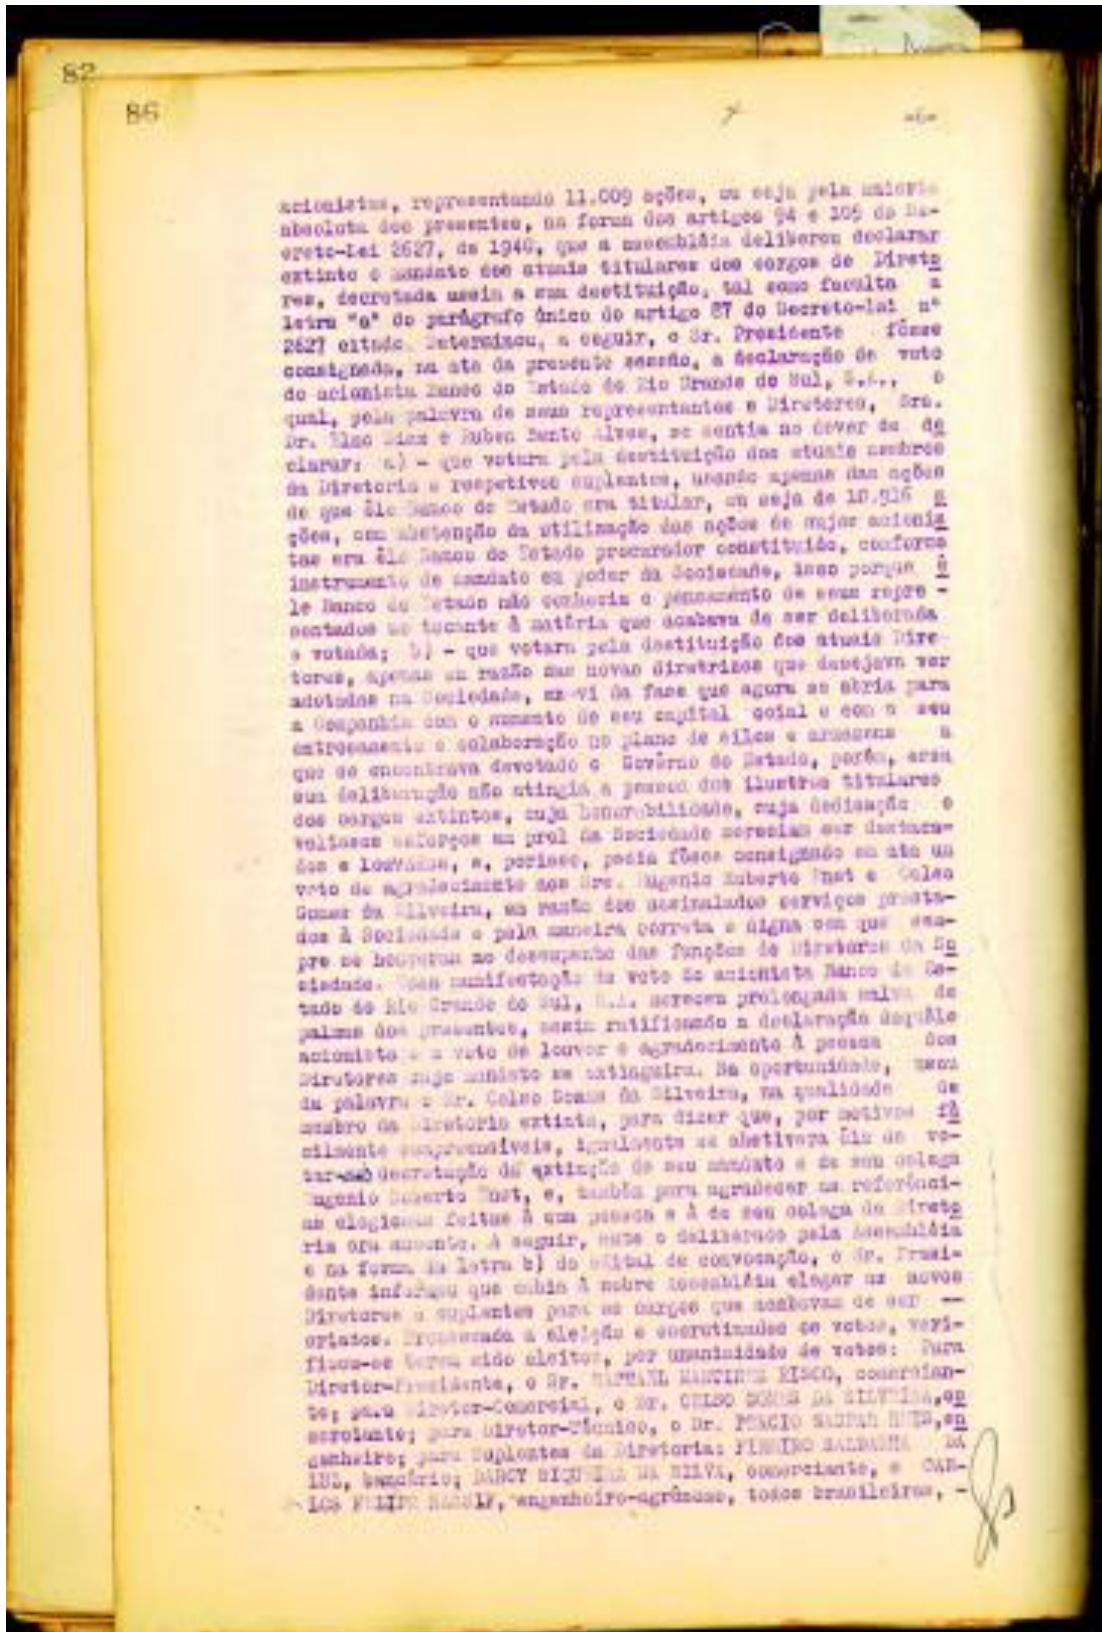 82
86
-6-
acionistas, representando 11.009 ações, ou seja pela maioria
absoluta dos presentes, na forma dos artigos 94 e 105 do De-
creto-Lei 2627, de 1940, que a assembléia deliberou declarar
extinto o mandato dos atuais titulares dos cargos de Direto
res, decretada assim a sua destituição, tal como faculta a
letra "a" do parágrafo único do artigo 87 do Decreto-lei nº
2627 citado. Determinou, a seguir, o Sr. Presidente fôsse
consignada, na ata da presente sessão, a declaração de voto
do acionista Banco do Estado do Rio Grande do Sul, S.A., o
qual, pela palavra de seus representantes e Diretores, Srs.
Dr. e Ruben Bento Alves, se sentia no dever de de
clarar: a) - que votara pela destituição dos atuais membros
da Diretoria e respetivos suplentes, usando apenas das ações
de que êle Banco do Estado era titular, ou seja de 10.916 a
ções, com abstenção da utilização das ações de cujos acionis
tas era êle Banco do Estado procurador constituído, conforme
instrumento de mandato em poder da Sociedade, isso porque ê
le Banco do Estado não conhecia o pensamento de seus repre -
sentados no tocante à matéria que acabava de ser deliberada
e votada; b) - que votara pela destituição dos atuais Dire
tores, apenas em razão das novas diretrizes que desejava ver
adotadas na Sociedade, da fase que agora se abria para
a Companhia com o aumento de seu capital social e com o seu
entrosamento e colaboração no plano de silos e armazens a
que se encontrava devotado o Govêrno do Estado, porém, essa
sua deliberação não atingia a pessoa dos ilustres titulares
dos cargos extintos, cuja honorabilidade, cuja dedicação e
valiosos esforços em prol da Sociedade mereciam ser destaca-
dos e louvados, e, porisso, pedia fôsse consignado em ata um
voto de agradecimento aos Srs. Eugenio Roberto e Celso
Gomes da Silveira, em razão dos assinalados serviços presta-
dos à Sociedade e pela maneira correta e digna com que sem-
pre se houveram no desempenho das funções de Diretores da So
ciedade. Essa manifestação de voto do acionista Banco do Es-
tado do Rio Grande do Sul, S.A. mereceu prolongada salva de
palmas dos presentes, assim ratificando a declaração daquêle
acionista e o voto de louvor e agradecimento à pessoa dos
Diretores cujo mandato se extinguira. Na oportunidade, usou
da palavra o Sr. Celso Gomes da Silveira, na qualidade de
membro da Diretoria extinta, para dizer que, por motivos fà
cilmente compreensíveis, igualmente se abstivera êle de vo-
tar decretação da extinção de seu mandato e de seu colega
Eugenio Roberto, e, também para agradecer as referênci-
as elogiosas feitas à sua pessoa e à de seu colega de Direto
ria ora ausente. A seguir, ante o deliberado pela Assembléia
e na forma da letra b) do edital de convocação, o Sr. Presi-
dente informou que cabia à nobre Assembléia eleger os novos
Diretores e suplentes para os cargos que acabavam de ser --
criados. Processada a eleição e escrutinados os votos, veri-
ficou-se terem sido eleitos, por unanimidade de votos: Para
Diretor-Presidente, o Sr. RAPHAEL MARTINEZ RISCO, comercian-
te; para Diretor-Comercial, o Sr. CELSO GOMES DA SILVEIRA,
merciante; para Diretor-Técnico, o Dr. PERCIO GASPAR REIS, en
genheiro; para Suplentes da Diretoria: SALDANHA DA
LUZ, bancário; DARCY SIQUEIRA DA SILVA, comerciante, e CAR-
LOS FELIPE, engenheiro-agrônomo, todos brasileiros, -